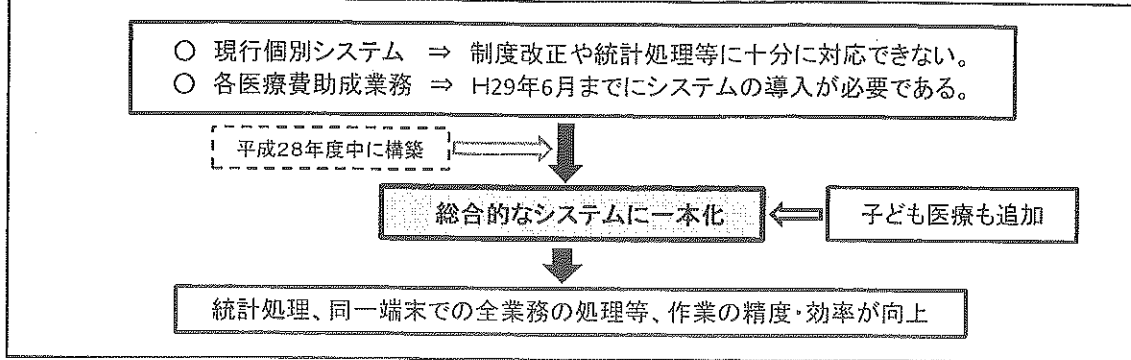 ○ 現行個別システム ⇒ 制度改正や統計処理等に十分に対応できない。
○ 各医療費助成業務 ⇒ H29年6月までにシステムの導入が必要である。
平成28年度中に構築
総合的なシステムに一本化
子ども医療も追加
統計処理、同一端末での全業務の処理等、作業の精度・効率が向上